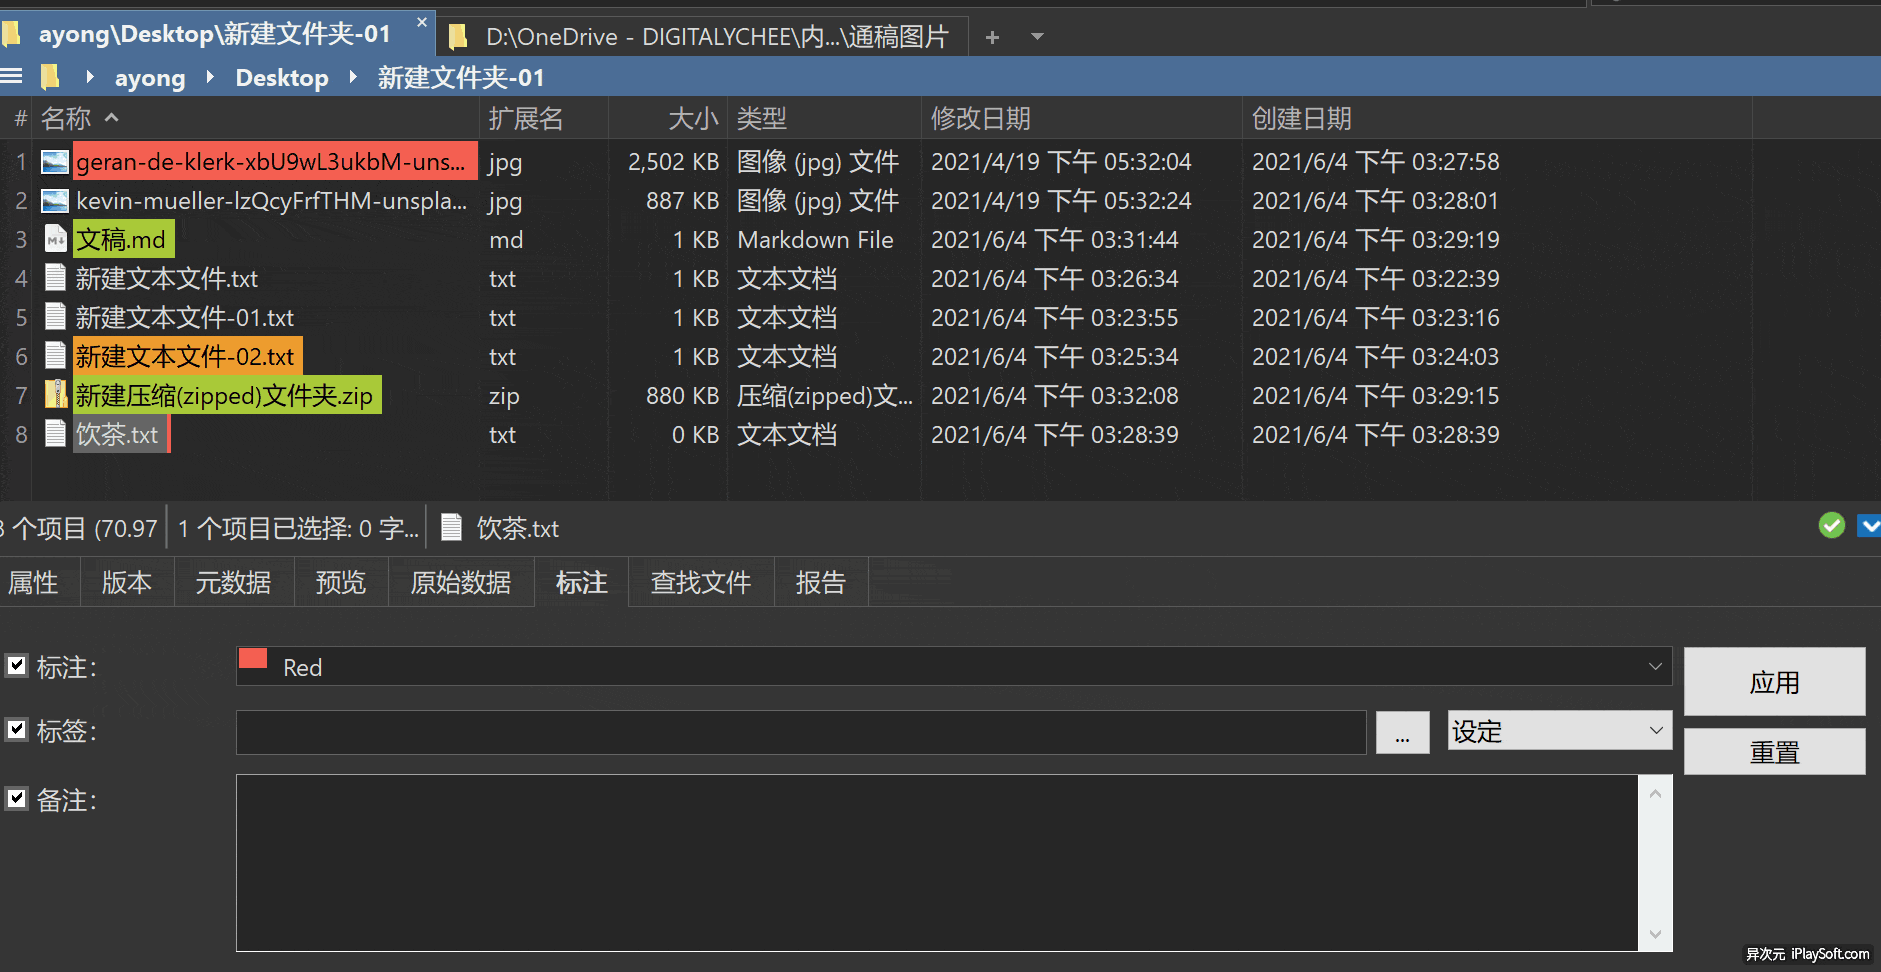 ayong\Desktop\新建文件夹-01 × D:\OneDrive - DIGITALYCHEE\内...\通稿图片 +
ayong Desktop 新建文件夹-01
# 名称 扩展名 大小 类型 修改日期 创建日期
1 geran-de-klerk-xbU9wL3ukbM-uns... jpg 2,502 KB 图像 (jpg) 文件 2021/4/19 下午 05:32:04 2021/6/4 下午 03:27:58
2 kevin-mueller-lzQcyFrfTHM-unspla... jpg 887 KB 图像 (jpg) 文件 2021/4/19 下午 05:32:24 2021/6/4 下午 03:28:01
3 文稿.md md 1 KB Markdown File 2021/6/4 下午 03:31:44 2021/6/4 下午 03:29:19
4 新建文本文件.txt txt 1 KB 文本文档 2021/6/4 下午 03:26:34 2021/6/4 下午 03:22:39
5 新建文本文件-01.txt txt 1 KB 文本文档 2021/6/4 下午 03:23:55 2021/6/4 下午 03:23:16
6 新建文本文件-02.txt txt 1 KB 文本文档 2021/6/4 下午 03:25:34 2021/6/4 下午 03:24:03
7 新建压缩(zipped)文件夹.zip zip 880 KB 压缩(zipped)文... 2021/6/4 下午 03:32:08 2021/6/4 下午 03:29:15
8 饮茶.txt txt 0 KB 文本文档 2021/6/4 下午 03:28:39 2021/6/4 下午 03:28:39
个项目 (70.97 1 个项目已选择: 0 字... 饮茶.txt
属性 版本 元数据 预览 原始数据 标注 查找文件 报告
标注: Red 应用
标签: ... 设定 重置
备注:
异次元 iPlaySoft.com